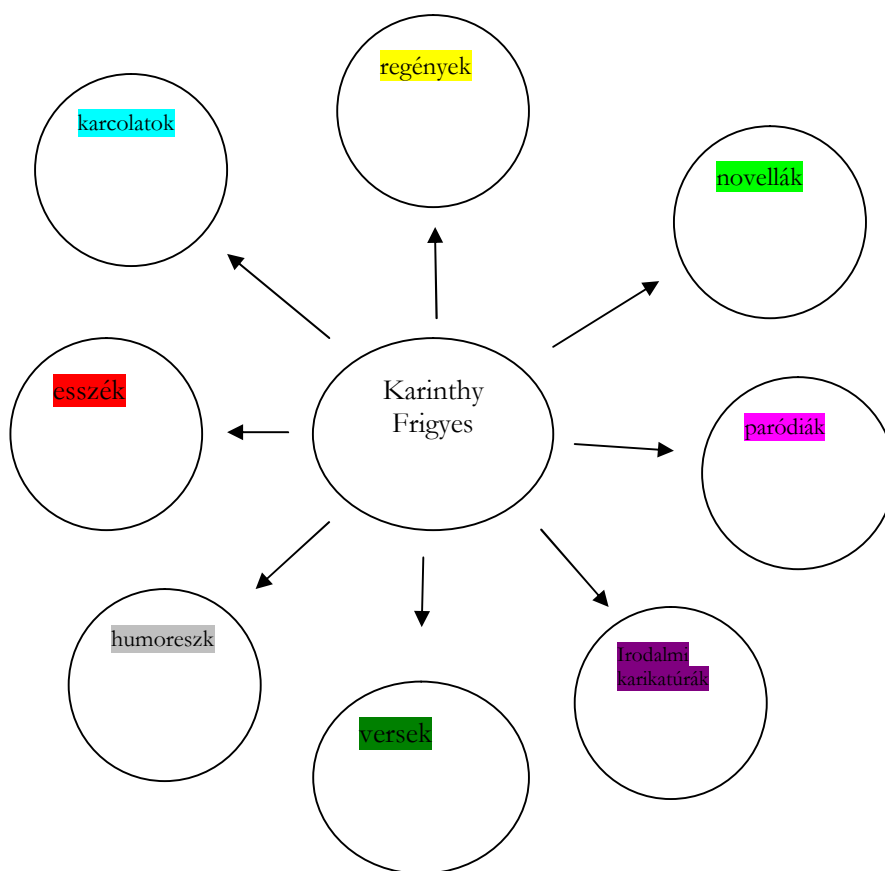 regények
karcolatok
novellák
Karinthy
Frigyes
esszék
paródiák
humoreszk
Irodalmi
karikatúrák
versek